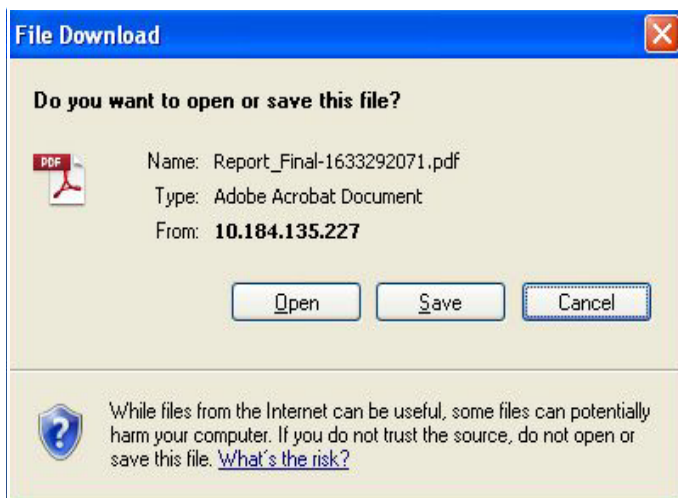 File Download
Do you want to open or save this file?
PDF
Name: Report_Final-1633292071.pdf
Type: Adobe Acrobat Document
From: 10.184.135.227
Open Save Cancel
While files from the Internet can be useful, some files can potentially
harm your computer. If you do not trust the source, do not open or
save this file. What's the risk?